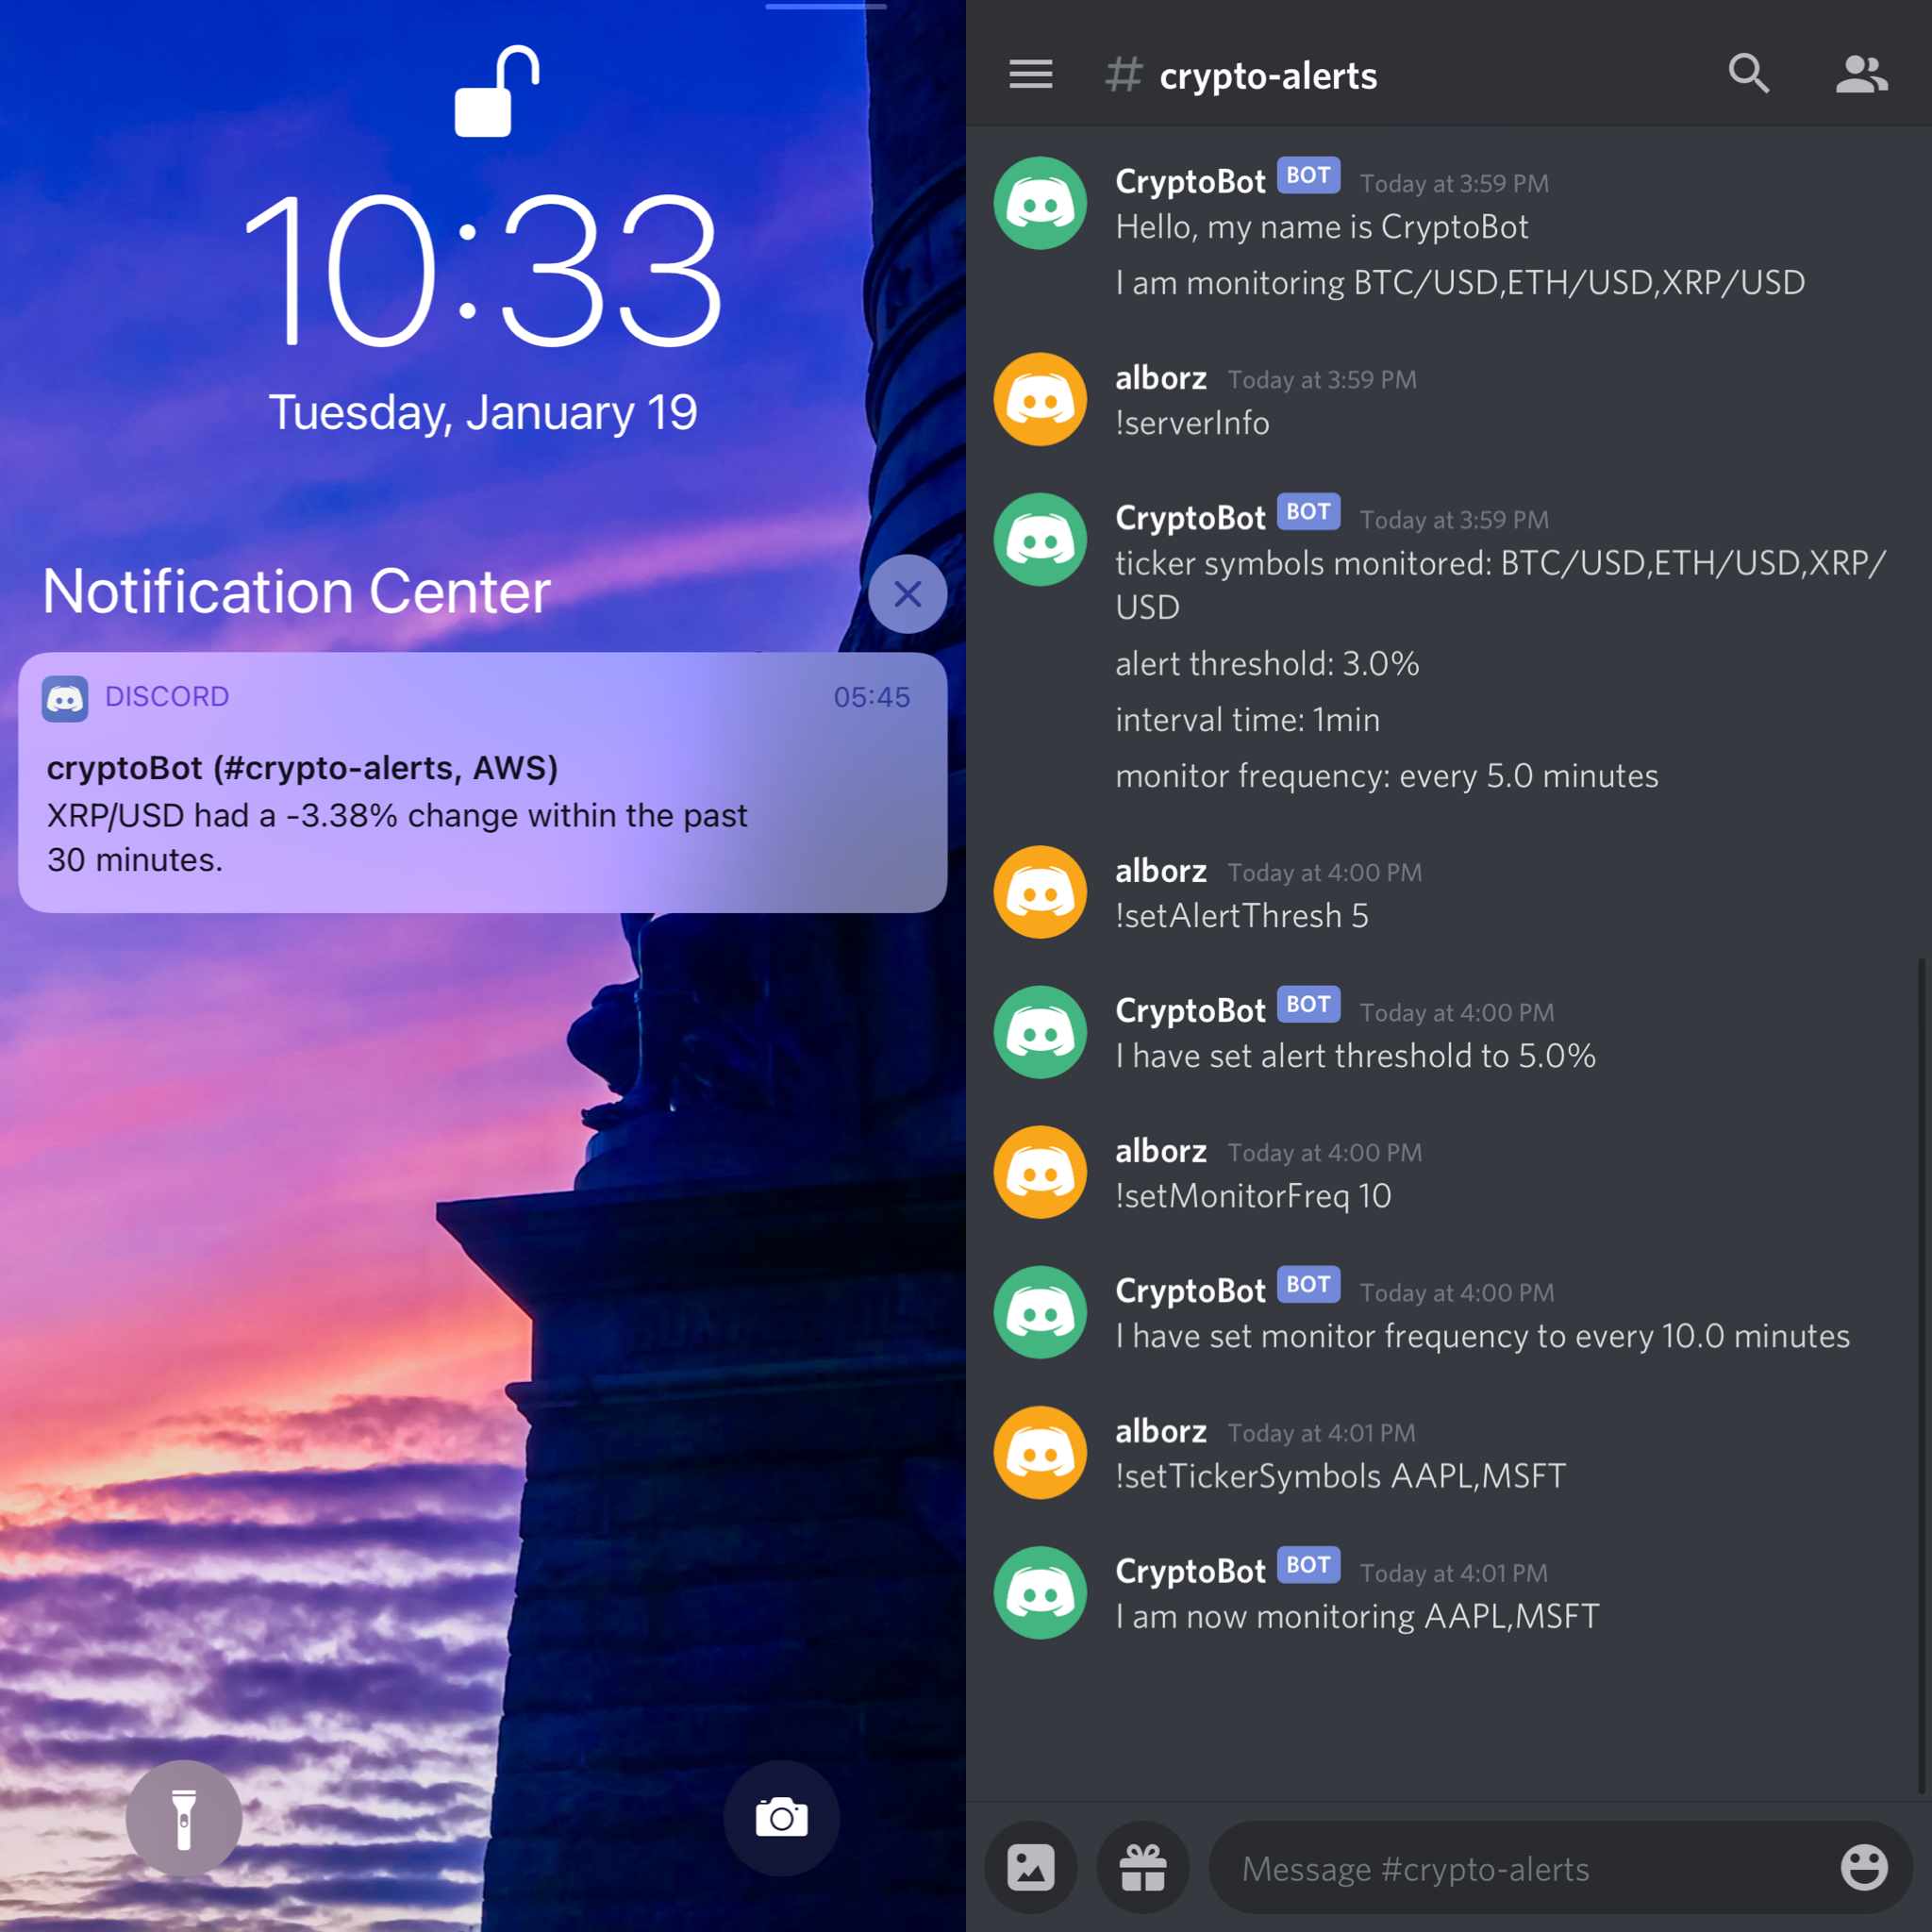 10:33
Tuesday, January 19
Notification Center
DISCORD 05:45
cryptoBot (#crypto-alerts, AWS)
XRP/USD had a -3.38% change within the past
30 minutes.
# crypto-alerts
CryptoBot BOT Today at 3:59 PM
Hello, my name is CryptoBot
I am monitoring BTC/USD,ETH/USD,XRP/USD
alborz Today at 3:59 PM
!serverInfo
CryptoBot BOT Today at 3:59 PM
ticker symbols monitored: BTC/USD,ETH/USD,XRP/
USD
alert threshold: 3.0%
interval time: 1min
monitor frequency: every 5.0 minutes
alborz Today at 4:00 PM
!setAlertThresh 5
CryptoBot BOT Today at 4:00 PM
I have set alert threshold to 5.0%
alborz Today at 4:00 PM
!setMonitorFreq 10
CryptoBot BOT Today at 4:00 PM
I have set monitor frequency to every 10.0 minutes
alborz Today at 4:01 PM
!setTickerSymbols AAPL,MSFT
CryptoBot BOT Today at 4:01 PM
I am now monitoring AAPL,MSFT
Message #crypto-alerts